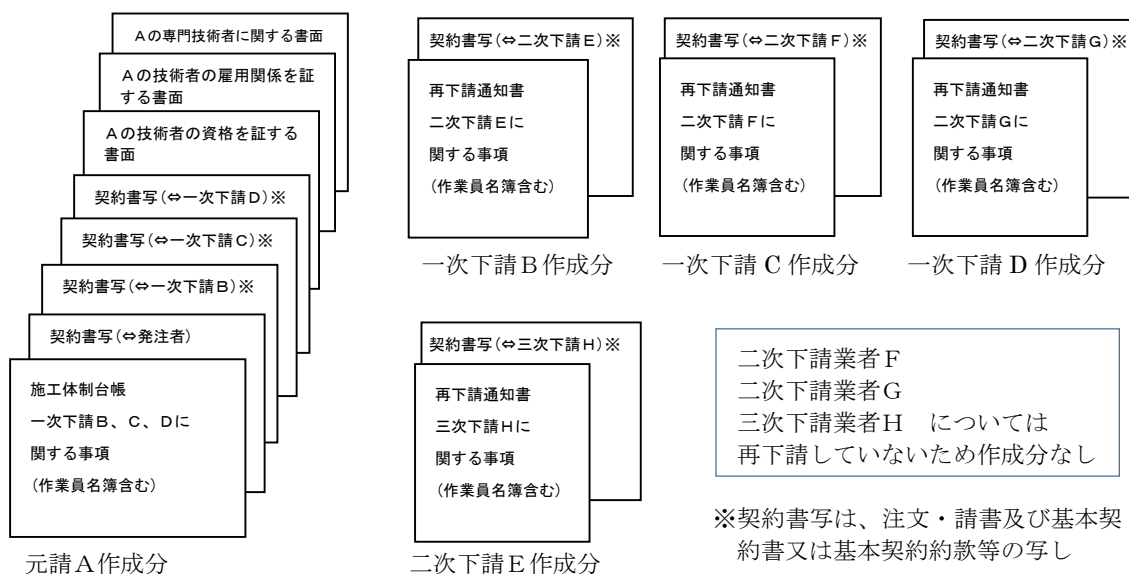 Aの専門技術者に関する書面
Aの技術者の雇用関係を証
する書面
Aの技術者の資格を証する
書面
契約書写(⇔一次下請D)※
契約書写(⇔一次下請C)※
契約書写(⇔一次下請B)※
契約書写(⇔発注者)
施工体制台帳
一次下請B、C、Dに
関する事項
(作業員名簿含む)
元請A作成分
契約書写(⇔二次下請E)※
再下請通知書
二次下請Eに
関する事項
(作業員名簿含む)
一次下請B作成分
契約書写(⇔二次下請F)※
再下請通知書
二次下請Fに
関する事項
(作業員名簿含む)
一次下請 C 作成分
契約書写(⇔二次下請G)※
再下請通知書
二次下請Gに
関する事項
(作業員名簿含む)
一次下請 D 作成分
契約書写(⇔三次下請H)※
再下請通知書
三次下請Hに
関する事項
(作業員名簿含む)
二次下請E作成分
二次下請業者F
二次下請業者G
三次下請業者H　については
再下請していないため作成分なし
※契約書写は、注文・請書及び基本契
約書又は基本契約約款等の写し